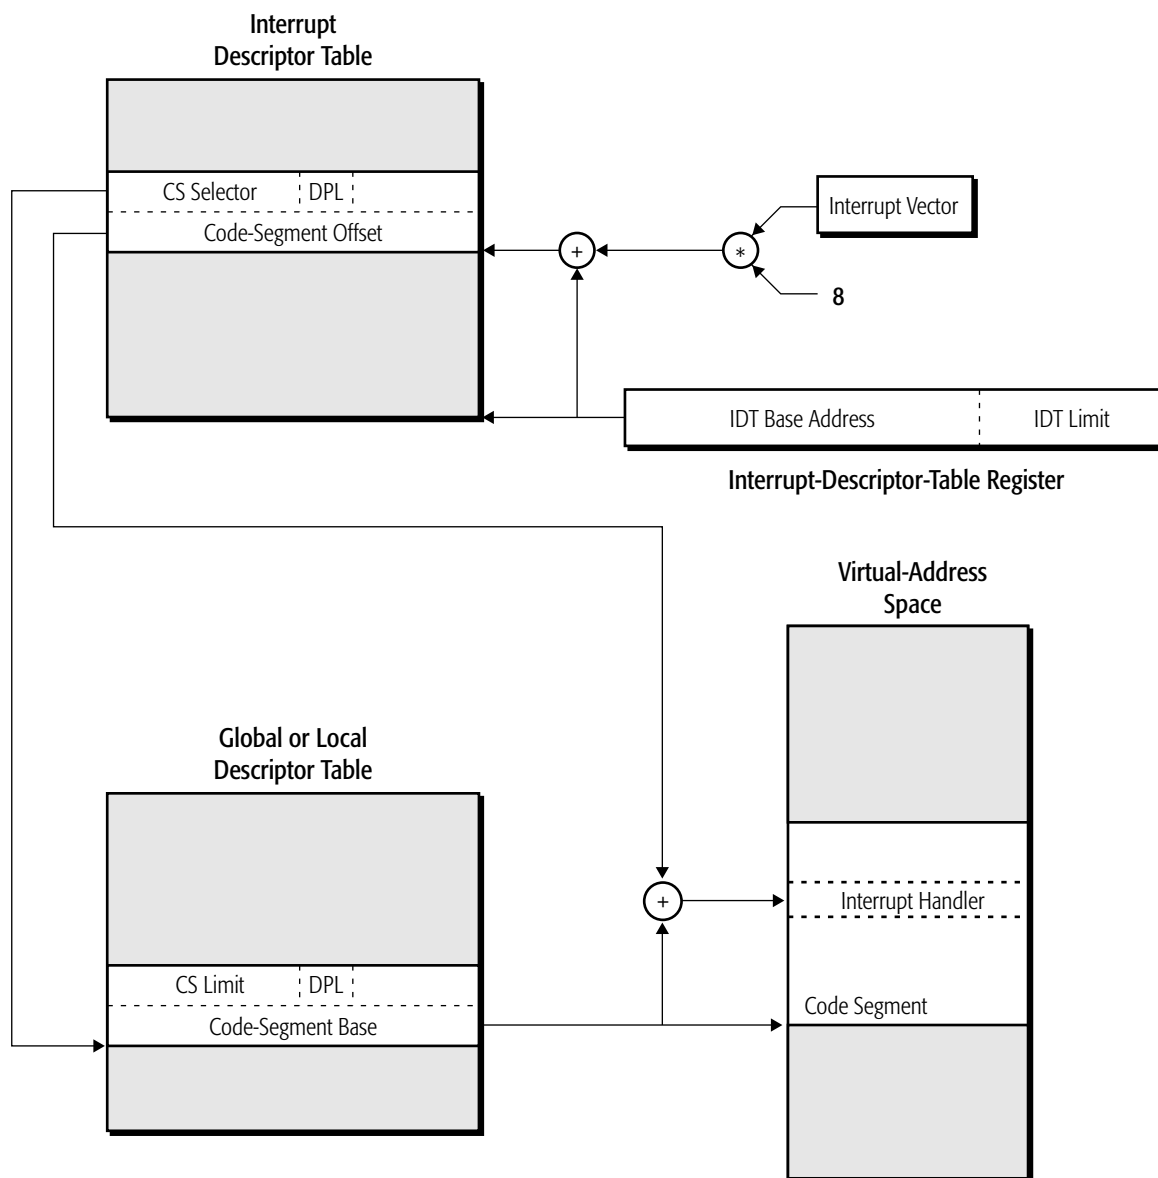 Interrupt
Descriptor Table
CS Selector DPL
Code-Segment Offset
Interrupt Vector
+
*
8
IDT Base Address IDT Limit
Interrupt-Descriptor-Table Register
Virtual-Address
Space
Global or Local
Descriptor Table
+
Interrupt Handler
CS Limit DPL
Code-Segment Base
Code Segment